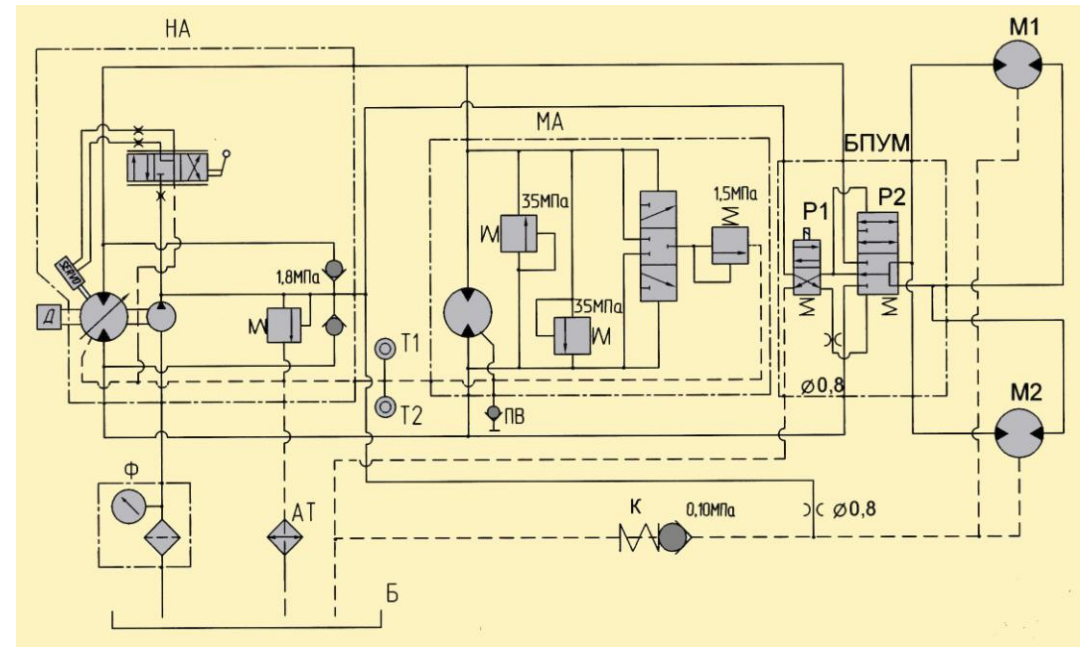 НА
М1
МА
БПУМ
35МПа
1,5МПа
Р1
Р2
SERVO
1,8МПа
Д
35МПа
Т1
Т2
ПВ
⌀0,8
М2
Ф
АТ
К
0,10МПа
⌀0,8
Б